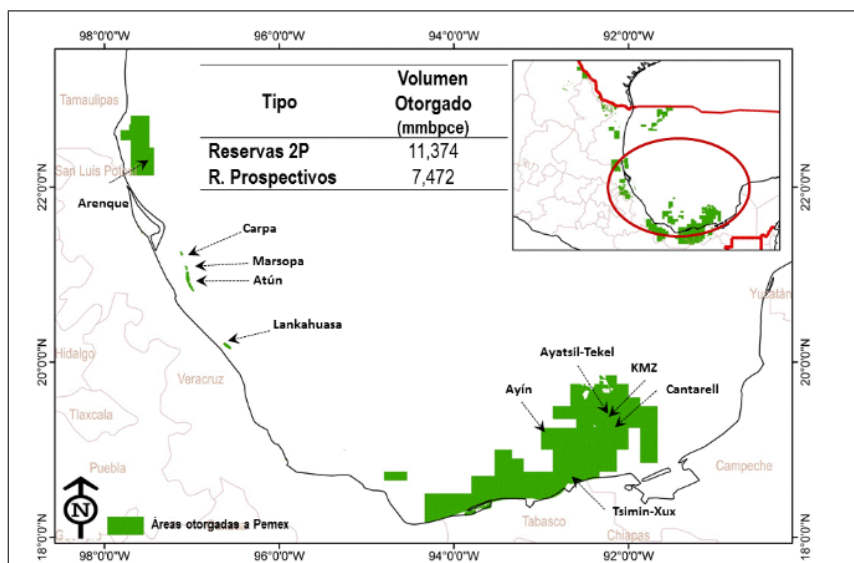 98°0'0"W 96°0'0"W 94°0'0"W 92°0'0"W
Tamaulipas
Tipo
Volumen
Otorgado
(mmbpce)
Reservas 2P 11,374
R. Prospectivos 7,472
San Luis Potosí
22°0'0"N
22°0'0"N
Arenque
Carpa
Marsopa
Atún
Yucatán
Lankahuasa
Hidalgo
20°0'0"N
20°0'0"N
Veracruz
Ayatsil-Tekel
KMZ
Ayín
Cantarell
Tlaxcala
Puebla
Campeche
Tsimin-Xux
N
Áreas otorgadas a Pemex
Tabasco
Chiapas
18°0'0"N
18°0'0"N
98°0'0"W 96°0'0"W 94°0'0"W 92°0'0"W